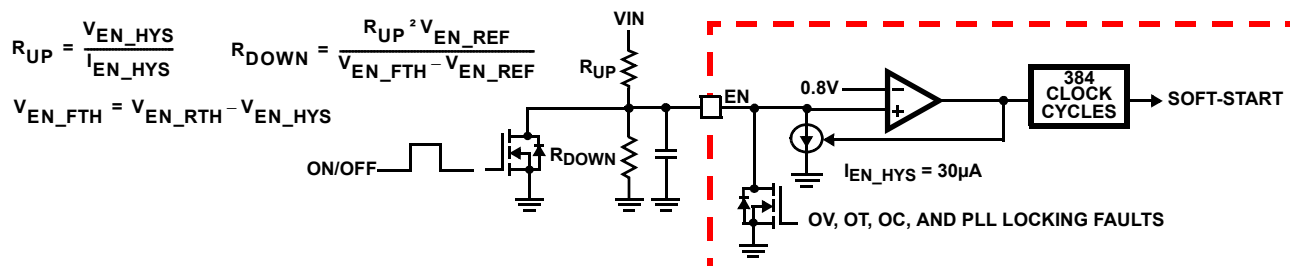 R_UP = V_EN_HYS / I_EN_HYS
R_DOWN = R_UP ² V_EN_REF / V_EN_FTH – V_EN_REF
V_EN_FTH = V_EN_RTH – V_EN_HYS
VIN
R_UP
R_DOWN
ON/OFF
EN
0.8V
–
+
I_EN_HYS = 30µA
384
CLOCK
CYCLES
SOFT-START
OV, OT, OC, AND PLL LOCKING FAULTS